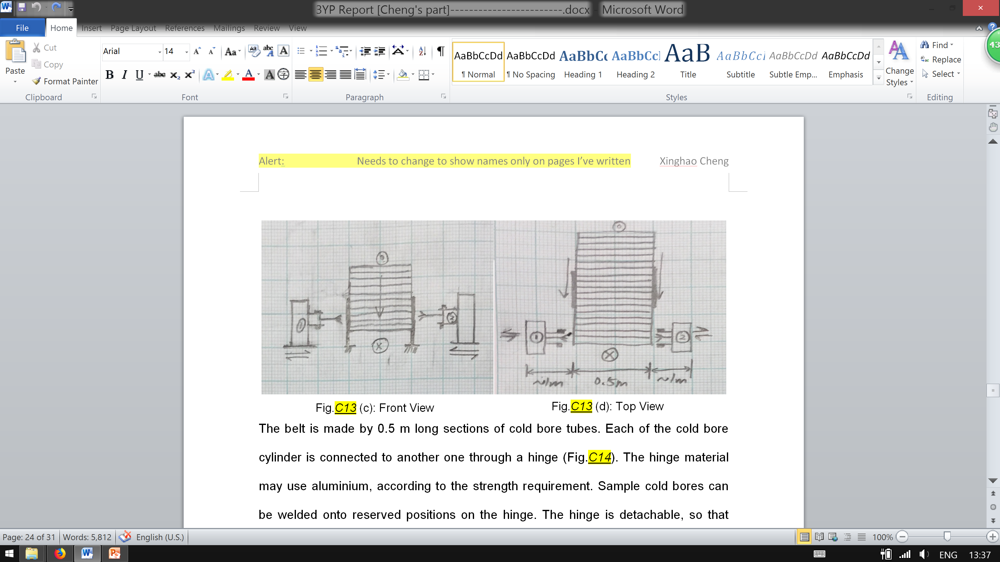 3YP Report [Cheng's part]------------------------.docx - Microsoft Word
File Home Insert Page Layout References Mailings Review View
43
Paste
Cut
Copy
Format Painter
Clipboard
Arial 14
Font
Paragraph
AaBbCcDd AaBbCcDd AaBbCc AaBbCc AaB AaBbCc AaBbCcDd AaBbCcDd
¶ Normal ¶ No Spacing Heading 1 Heading 2 Title Subtitle Subtle Emp... Emphasis
Change Styles
Styles
Find
Replace
Select
Editing
Alert: Needs to change to show names only on pages I’ve written Xinghao Cheng
1 2 X
1 2 X
~1m 0.5m ~1m
Fig.C13 (c): Front View
Fig.C13 (d): Top View
The belt is made by 0.5 m long sections of cold bore tubes. Each of the cold bore
cylinder is connected to another one through a hinge (Fig.C14). The hinge material
may use aluminium, according to the strength requirement. Sample cold bores can
be welded onto reserved positions on the hinge. The hinge is detachable, so that
Page: 24 of 31 Words: 5,812 English (U.S.) 100%
ENG 13:37